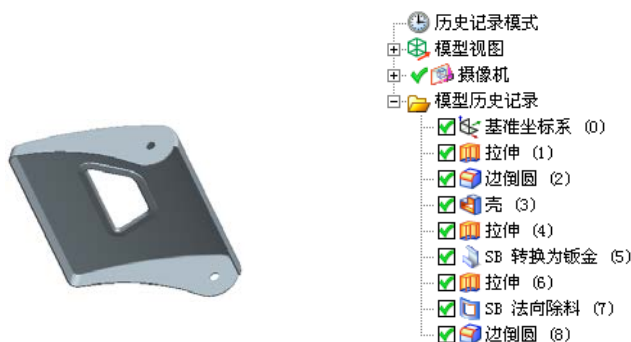 历史记录模式
模型视图
摄像机
模型历史记录
基准坐标系 (0)
拉伸 (1)
边倒圆 (2)
壳 (3)
拉伸 (4)
SB 转换为钣金 (5)
拉伸 (6)
SB 法向除料 (7)
边倒圆 (8)